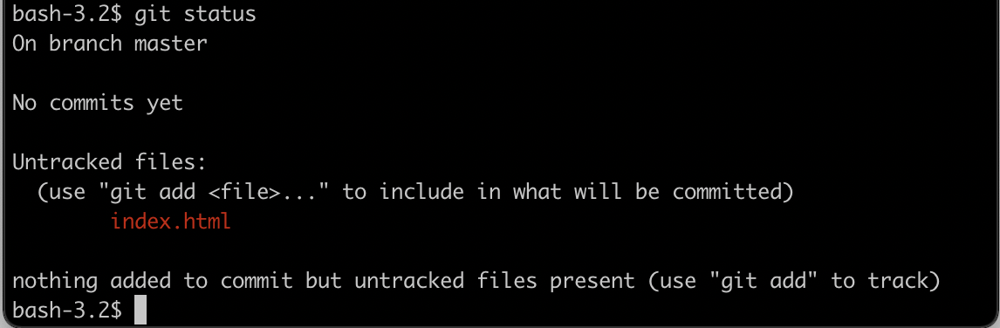 bash-3.2$ git status
On branch master
No commits yet
Untracked files:
(use "git add <file>..." to include in what will be committed)
index.html
nothing added to commit but untracked files present (use "git add" to track)
bash-3.2$